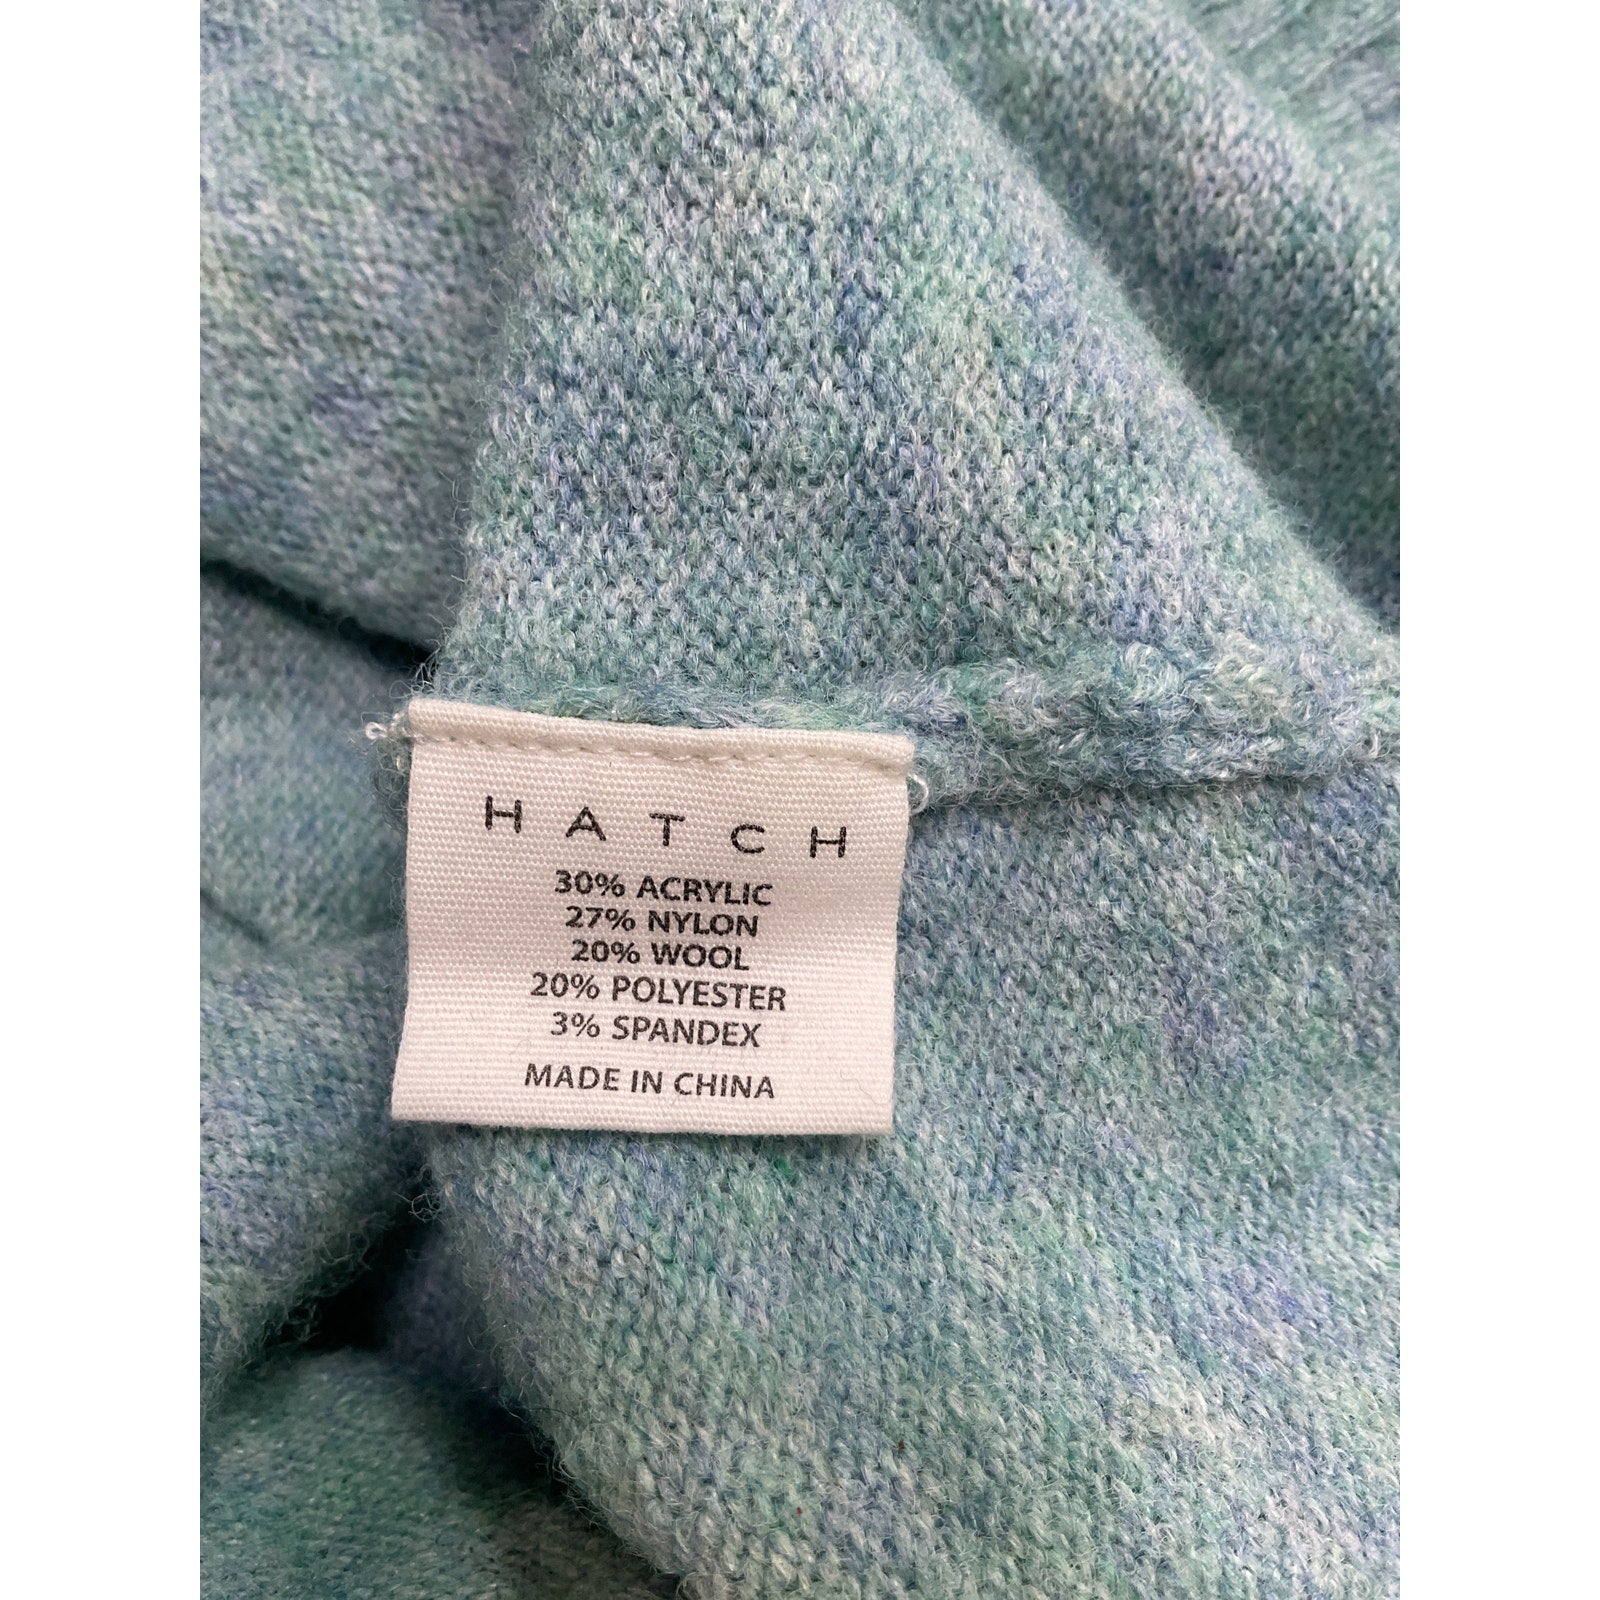 HATCH
30% ACRYLIC
27% NYLON
20% WOOL
20% POLYESTER
3% SPANDEX
MADE IN CHINA